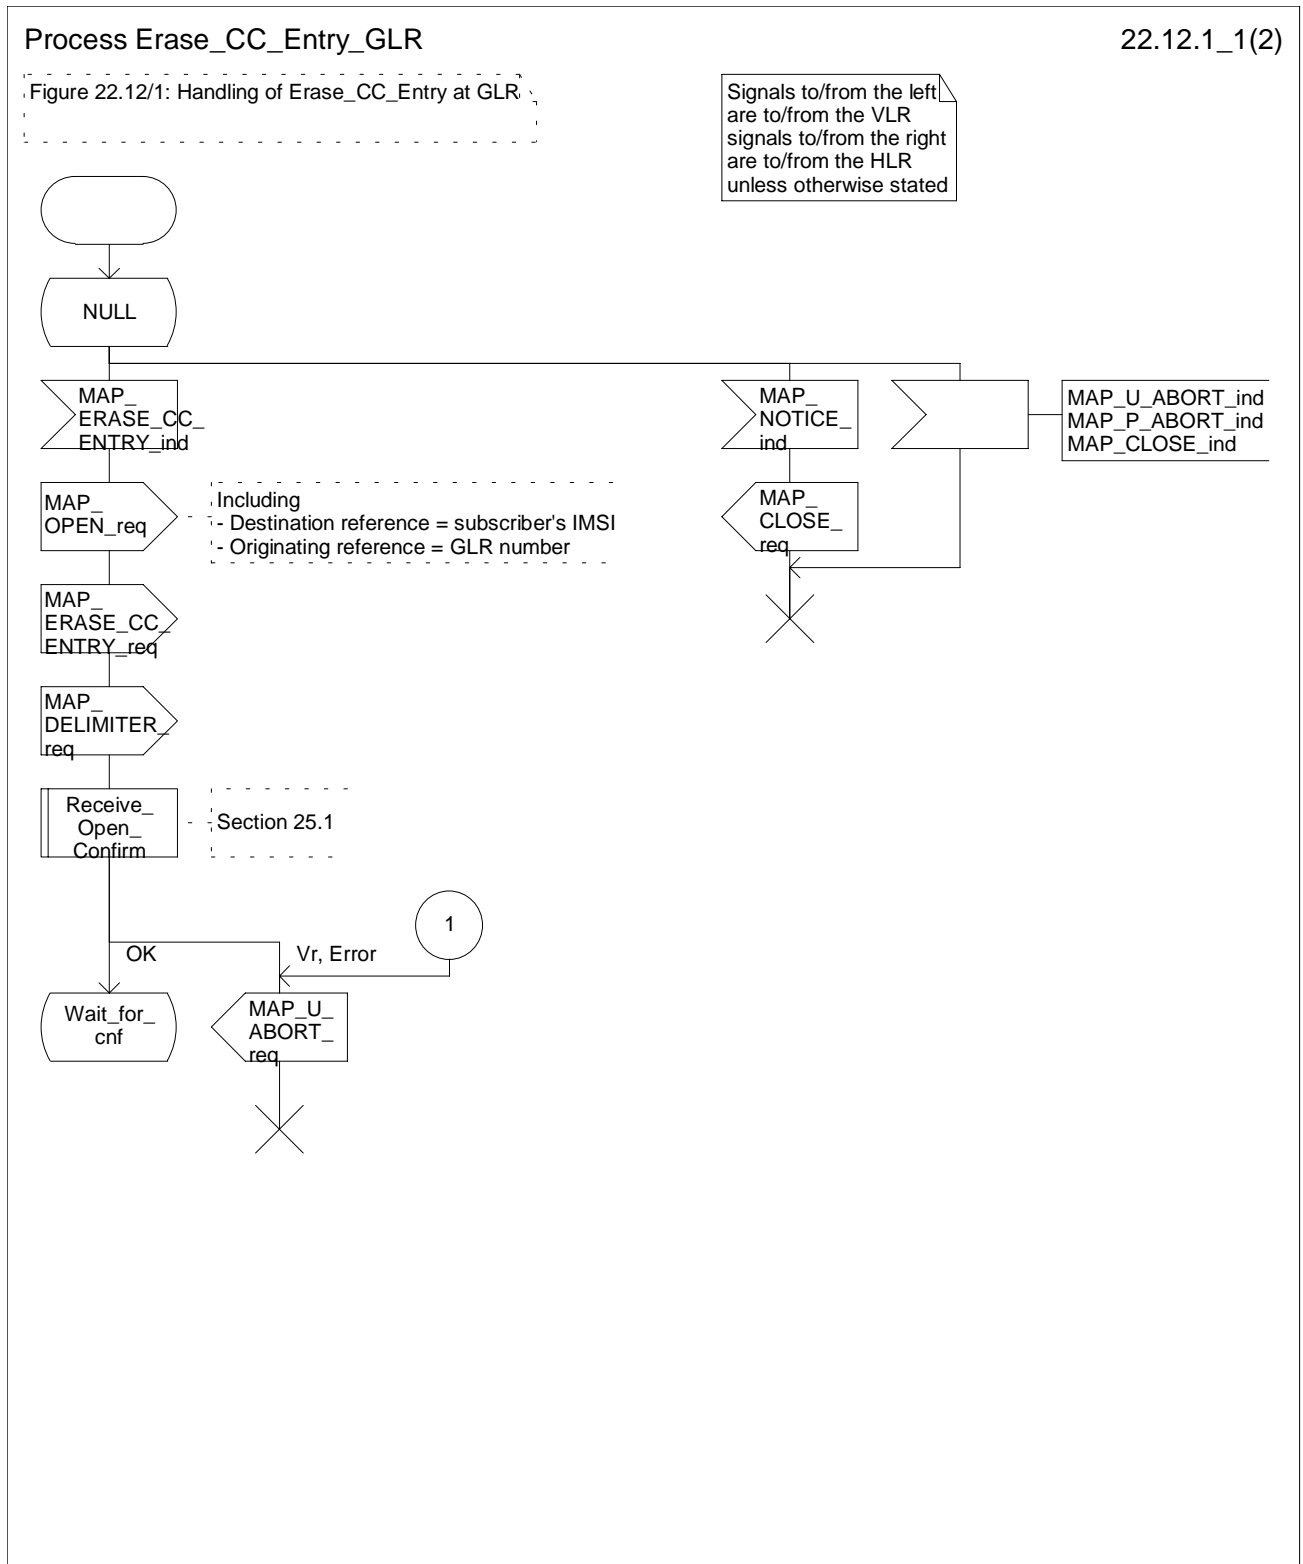 Process Erase_CC_Entry_GLR
22.12.1_1(2)
Figure 22.12/1: Handling of Erase_CC_Entry at GLR
Signals to/from the left
are to/from the VLR
signals to/from the right
are to/from the HLR
unless otherwise stated
NULL
MAP_
ERASE_CC_
ENTRY_ind
MAP_
NOTICE_
ind
MAP_U_ABORT_ind
MAP_P_ABORT_ind
MAP_CLOSE_ind
MAP_
OPEN_req
Including
- Destination reference = subscriber's IMSI
- Originating reference = GLR number
MAP_
CLOSE_
req
MAP_
ERASE_CC_
ENTRY_req
MAP_
DELIMITER_
req
Receive_
Open_
Confirm
Section 25.1
1
OK
Vr, Error
Wait_for_
cnf
MAP_U_
ABORT_
req